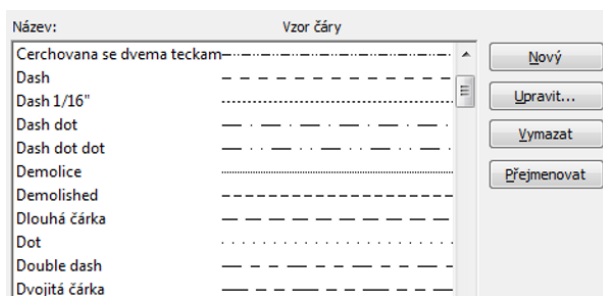 Název: Vzor čáry
Cerchovana se dvema teckam
Dash
Dash 1/16"
Dash dot
Dash dot dot
Demolice
Demolished
Dlouhá čárka
Dot
Double dash
Dvojitá čárka
Nový
Upravit...
Vymazat
Přejmenovat